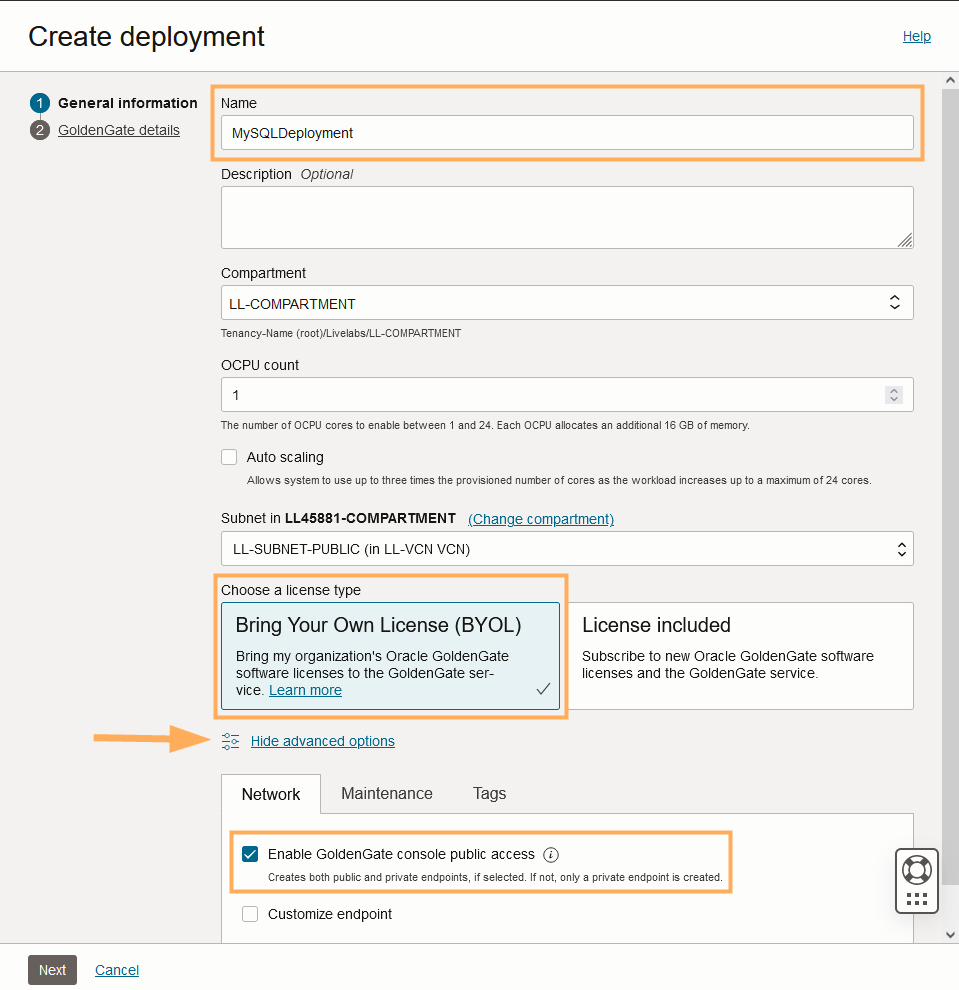 Create deployment
Help
1 General information
2 GoldenGate details
Name
MySQLDeployment
Description Optional
Compartment
LL-COMPARTMENT
Tenancy-Name (root)/Livelabs/LL-COMPARTMENT
OCPU count
1
The number of OCPU cores to enable between 1 and 24. Each OCPU allocates an additional 16 GB of memory.
Auto scaling
Allows system to use up to three times the provisioned number of cores as the workload increases up to a maximum of 24 cores.
Subnet in LL45881-COMPARTMENT (Change compartment)
LL-SUBNET-PUBLIC (in LL-VCN VCN)
Choose a license type
Bring Your Own License (BYOL)
Bring my organization's Oracle GoldenGate
software licenses to the GoldenGate ser-
vice. Learn more
License included
Subscribe to new Oracle GoldenGate software
licenses and the GoldenGate service.
Hide advanced options
Network Maintenance Tags
Enable GoldenGate console public access i
Creates both public and private endpoints, if selected. If not, only a private endpoint is created.
Customize endpoint
Next Cancel